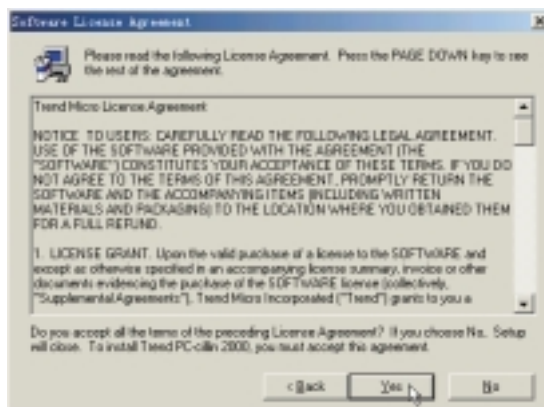 Software License Agreement
Please read the following License Agreement. Press the PAGE DOWN key to see
the rest of the agreement.
Trend Micro License Agreement
NOTICE TO USERS: CAREFULLY READ THE FOLLOWING LEGAL AGREEMENT.
USE OF THE SOFTWARE PROVIDED WITH THE AGREEMENT (THE
"SOFTWARE") CONSTITUTES YOUR ACCEPTANCE OF THESE TERMS. IF YOU DO
NOT AGREE TO THE TERMS OF THIS AGREEMENT, PROMPTLY RETURN THE
SOFTWARE AND THE ACCOMPANYING ITEMS (INCLUDING WRITTEN
MATERIALS AND PACKAGING) TO THE LOCATION WHERE YOU OBTAINED THEM
FOR A FULL REFUND.
1. LICENSE GRANT. Upon the valid purchase of a license to the SOFTWARE and
except as otherwise specified in an accompanying license summary, invoice or other
documents evidencing the purchase of the SOFTWARE license (collectively,
"Supplemental Agreements"), Trend Micro Incorporated ("Trend") grants to you a
Do you accept all the terms of the preceding License Agreement? If you choose No, Setup
will close. To install Trend PC-cillin 2000, you must accept this agreement.
< Back Yes No